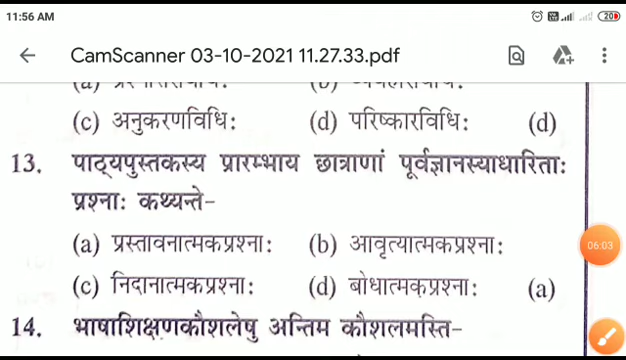 11:56 AM
20
CamScanner 03-10-2021 11.27.33.pdf
(c) अनुकरणविधि: (d) परिष्कारविधि: (d)
13. पाठ्यपुस्तकस्य प्रारम्भाय छात्राणां पूर्वज्ञानस्याधारिताः
प्रश्नाः कथ्यन्ते-
(a) प्रस्तावनात्मकप्रश्नाः (b) आवृत्यात्मकप्रश्नाः
06:03
(c) निदानात्मकप्रश्नाः (d) बोधात्मकप्रश्नाः (a)
14. भाषाशिक्षणकौशलेषु अन्तिम कौशलमस्ति-